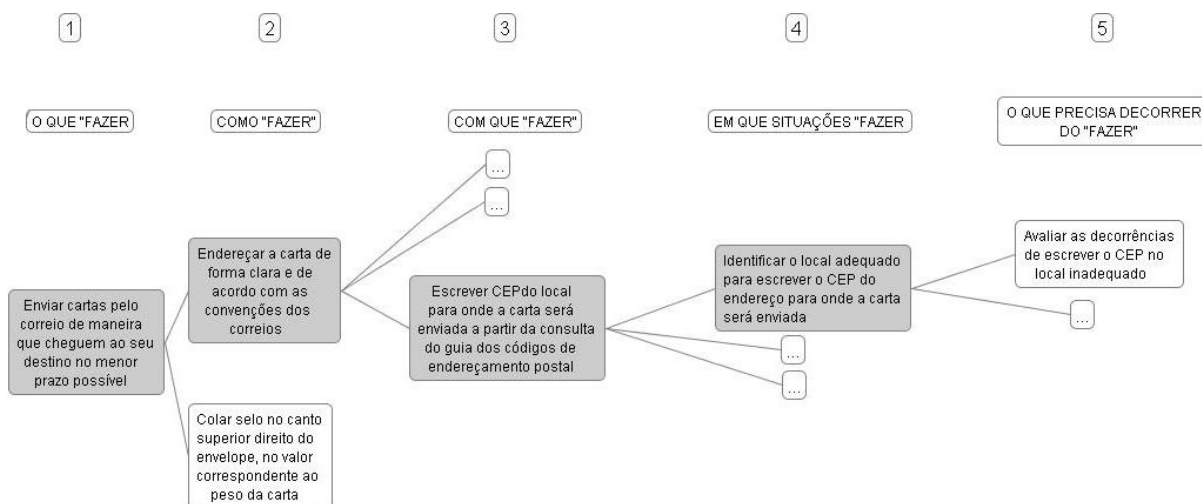 1
2
3
4
5
O QUE "FAZER
COMO "FAZER"
COM QUE "FAZER"
EM QUE SITUAÇÕES "FAZER
O QUE PRECISA DECORRER
DO "FAZER"
...
...
Enviar cartas pelo
correio de maneira
que cheguem ao seu
destino no menor
prazo possível
Endereçar a carta de
forma clara e de
acordo com as
convenções dos
correios
Colar selo no canto
superior direito do
envelope, no valor
correspondente ao
peso da carta
Escrever CEPdo local
para onde a carta será
enviada a partir da consulta
do guia dos códigos de
endereçamento postal
Identificar o local adequado
para escrever o CEP do
endereço para onde a carta
será enviada
...
...
Avaliar as decorrências
de escrever o CEP no
local inadequado
...